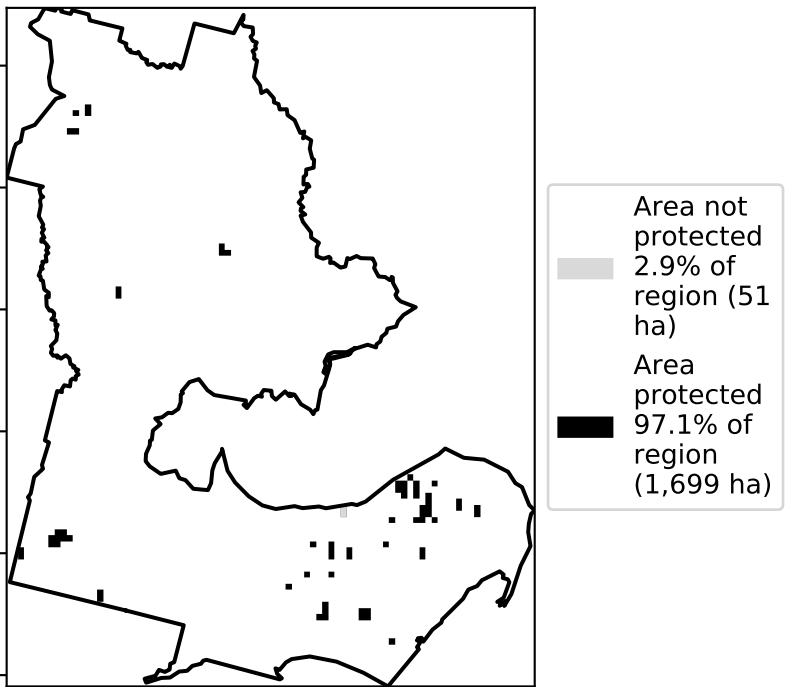 Area not
protected
2.9% of
region (51
ha)
Area
protected
97.1% of
region
(1,699 ha)